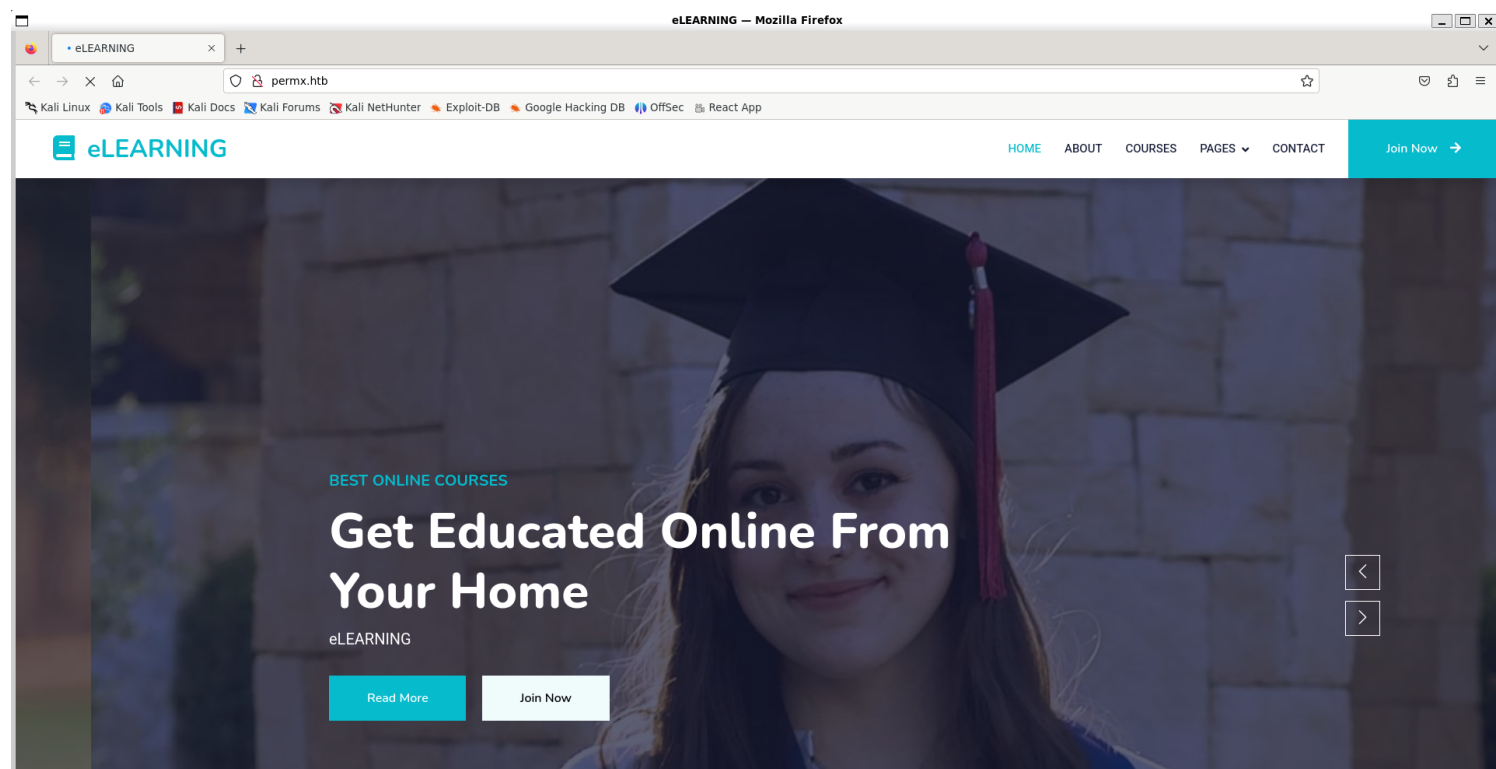 eLEARNING — Mozilla Firefox
eLEARNING
permx.htb
Kali Linux Kali Tools Kali Docs Kali Forums Kali NetHunter Exploit-DB Google Hacking DB OffSec React App
eLEARNING HOME ABOUT COURSES PAGES CONTACT Join Now
BEST ONLINE COURSES
Get Educated Online From
Your Home
eLEARNING
Read More Join Now